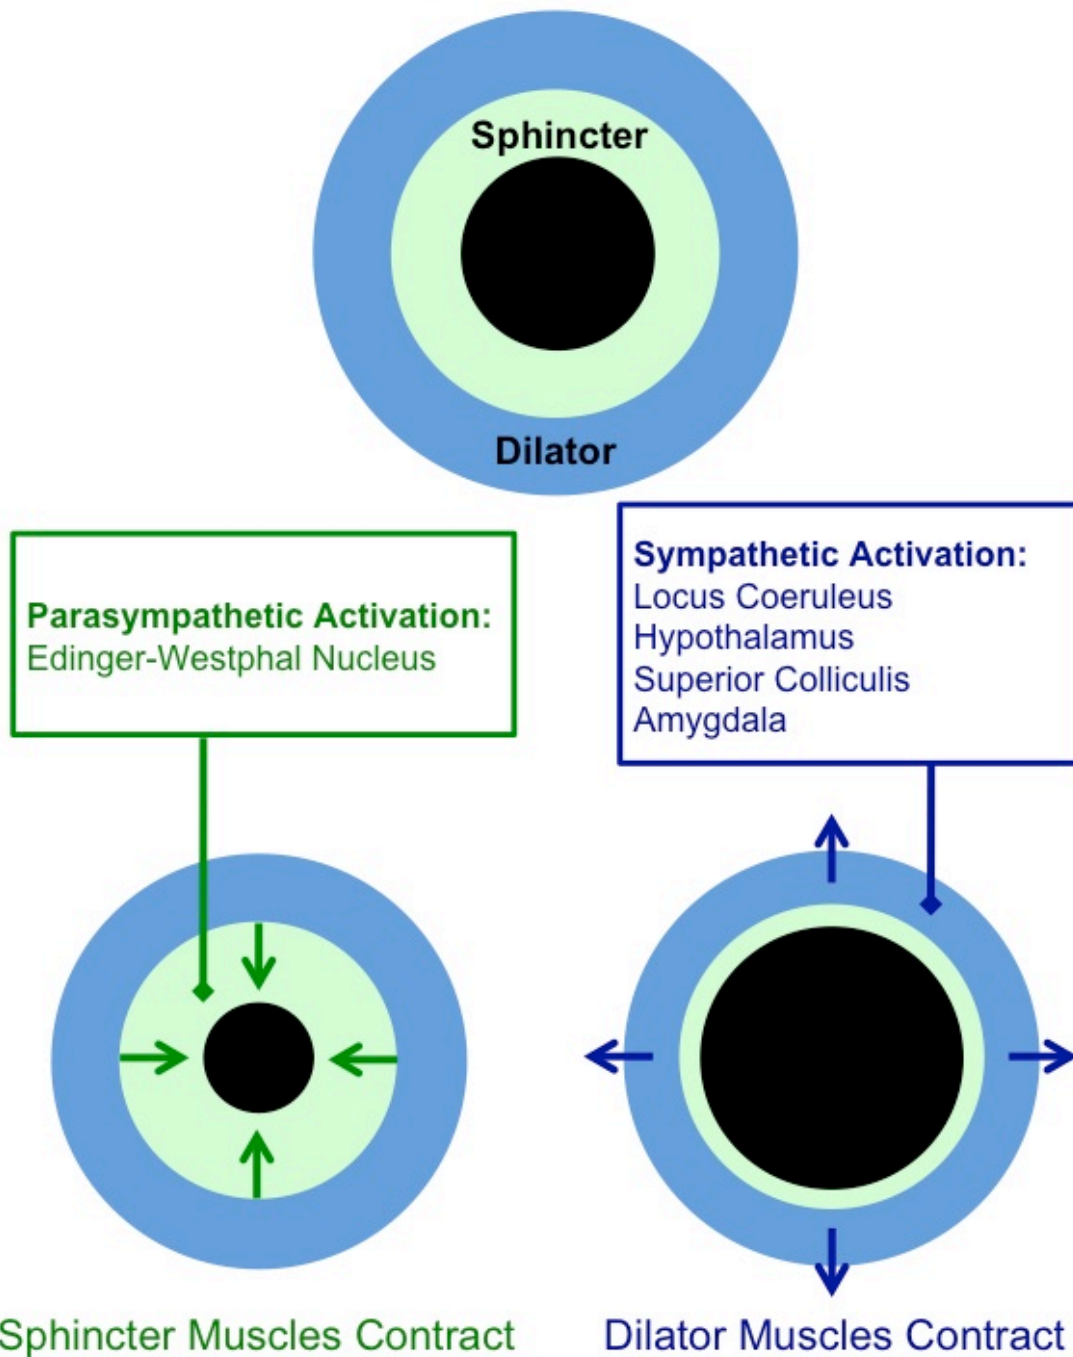 Sphincter
Dilator
Parasympathetic Activation:
Edinger-Westphal Nucleus
Sympathetic Activation:
Locus Coeruleus
Hypothalamus
Superior Colliculis
Amygdala
Sphincter Muscles Contract
Dilator Muscles Contract